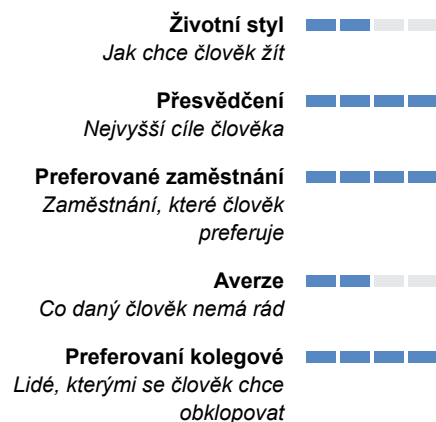 Životní styl
Jak chce člověk žít
Přesvědčení
Nejvyšší cíle člověka
Preferované zaměstnání
Zaměstnání, které člověk
preferuje
Averze
Co daný člověk nemá rád
Preferovaní kolegové
Lidé, kterými se člověk chce
obklopovat